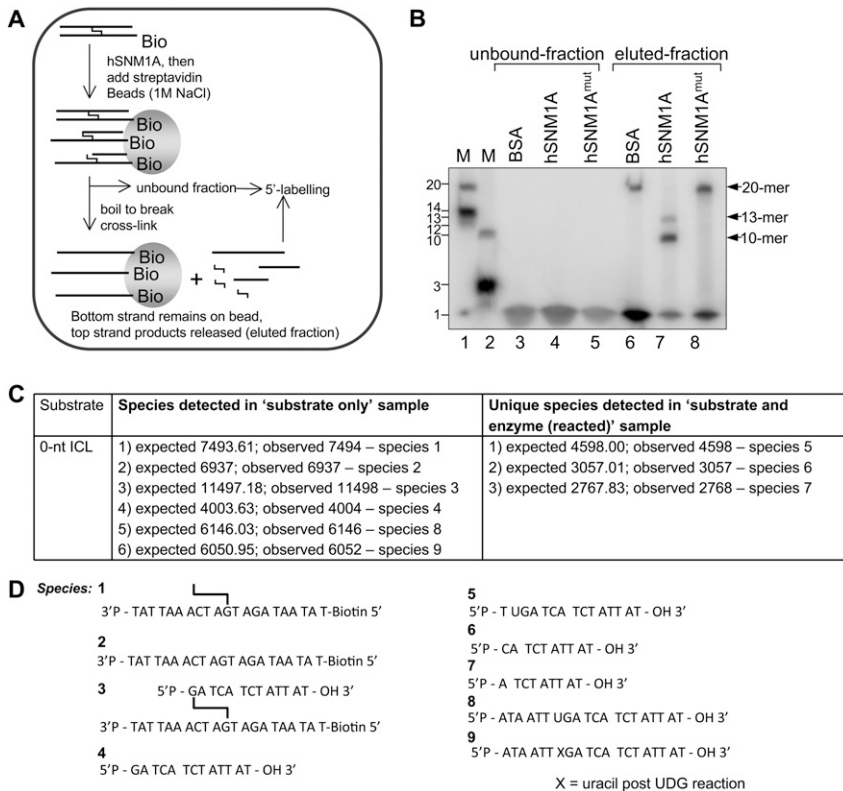 A
Bio
hSNM1A, then
add streptavidin
Beads (1M NaCl)
Bio
Bio
Bio
unbound fraction
5'-labelling
boil to break
cross-link
Bio
Bio
Bio
+
Bottom strand remains on bead,
top strand products released (eluted fraction)
B
unbound-fraction eluted-fraction
M M BSA hSNM1A hSNM1Amut BSA hSNM1A hSNM1Amut
20
14
13
12
10
3
1
20-mer
13-mer
10-mer
1 2 3 4 5 6 7 8
C
Substrate Species detected in 'substrate only' sample Unique species detected in 'substrate and
enzyme (reacted)' sample
0-nt ICL 1) expected 7493.61; observed 7494 – species 1 1) expected 4598.00; observed 4598 – species 5
2) expected 6937; observed 6937 – species 2 2) expected 3057.01; observed 3057 – species 6
3) expected 11497.18; observed 11498 – species 3 3) expected 2767.83; observed 2768 – species 7
4) expected 4003.63; observed 4004 – species 4
5) expected 6146.03; observed 6146 – species 8
6) expected 6050.95; observed 6052 – species 9
D
Species: 1
3'P - TAT TAA ACT AGT AGA TAA TA T-Biotin 5'
2
3'P - TAT TAA ACT AGT AGA TAA TA T-Biotin 5'
3
5'P - GA TCA TCT ATT AT - OH 3'
3'P - TAT TAA ACT AGT AGA TAA TA T-Biotin 5'
4
5'P - GA TCA TCT ATT AT - OH 3'
5
5'P - T UGA TCA TCT ATT AT - OH 3'
6
5'P - CA TCT ATT AT - OH 3'
7
5'P - A TCT ATT AT - OH 3'
8
5'P - ATA ATT UGA TCA TCT ATT AT - OH 3'
9
5'P - ATA ATT XGA TCA TCT ATT AT - OH 3'
X = uracil post UDG reaction